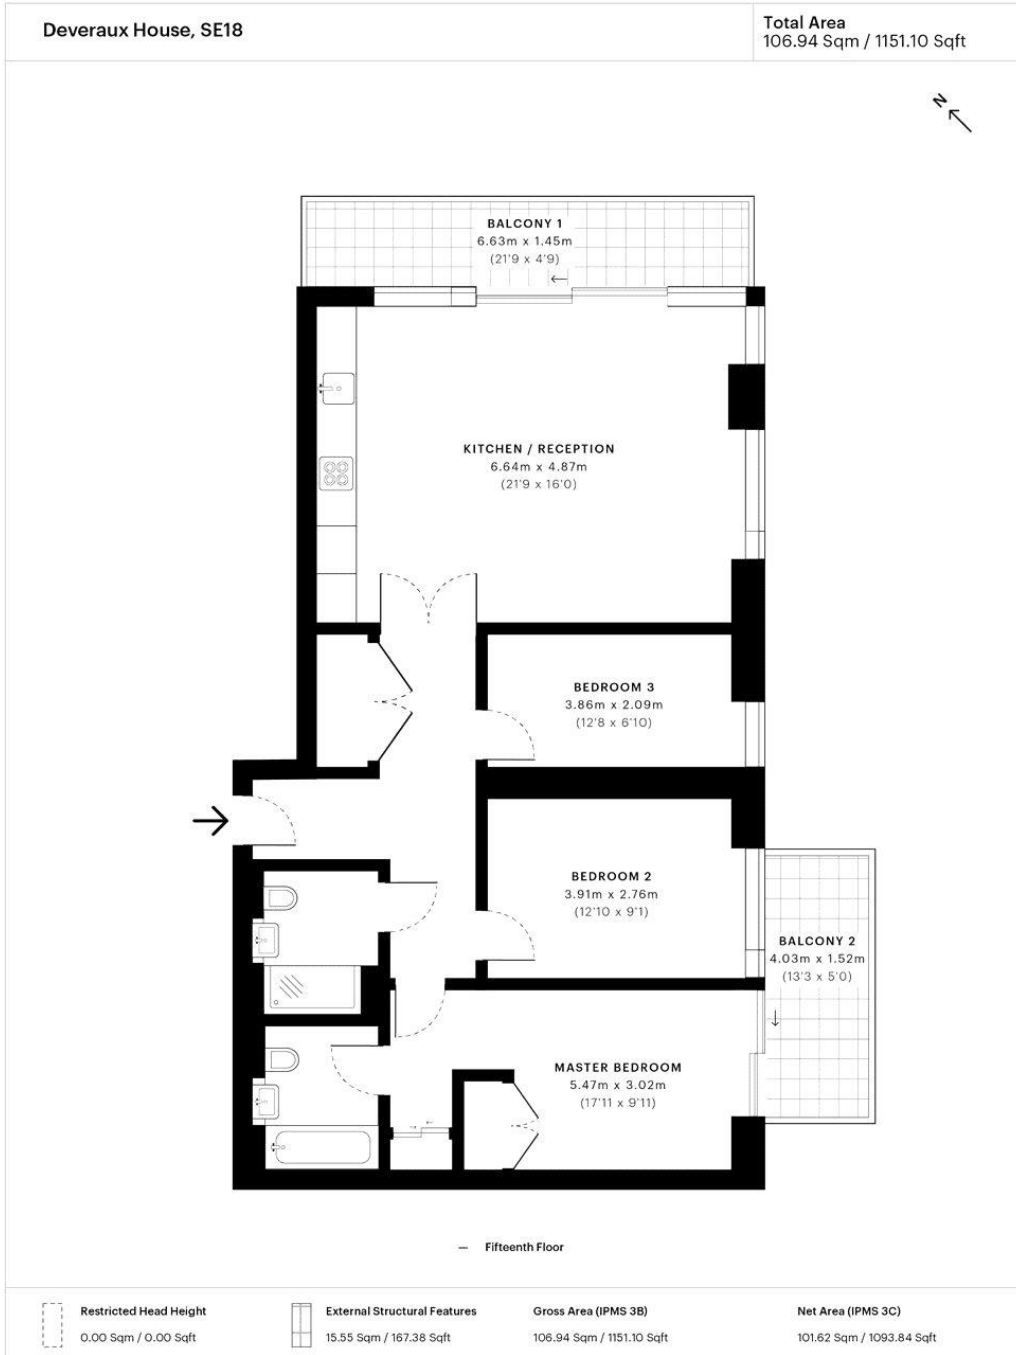 Deveraux House, SE18
Total Area
106.94 Sqm / 1151.10 Sqft
N
BALCONY 1
6.63m x 1.45m
(21'9 x 4'9)
KITCHEN / RECEPTION
6.64m x 4.87m
(21'9 x 16'0)
BEDROOM 3
3.86m x 2.09m
(12'8 x 6'10)
BEDROOM 2
3.91m x 2.76m
(12'10 x 9'1)
BALCONY 2
4.03m x 1.52m
(13'3 x 5'0)
MASTER BEDROOM
5.47m x 3.02m
(17'11 x 9'11)
— Fifteenth Floor
Restricted Head Height
0.00 Sqm / 0.00 Sqft
External Structural Features
15.55 Sqm / 167.38 Sqft
Gross Area (IPMS 3B)
106.94 Sqm / 1151.10 Sqft
Net Area (IPMS 3C)
101.62 Sqm / 1093.84 Sqft